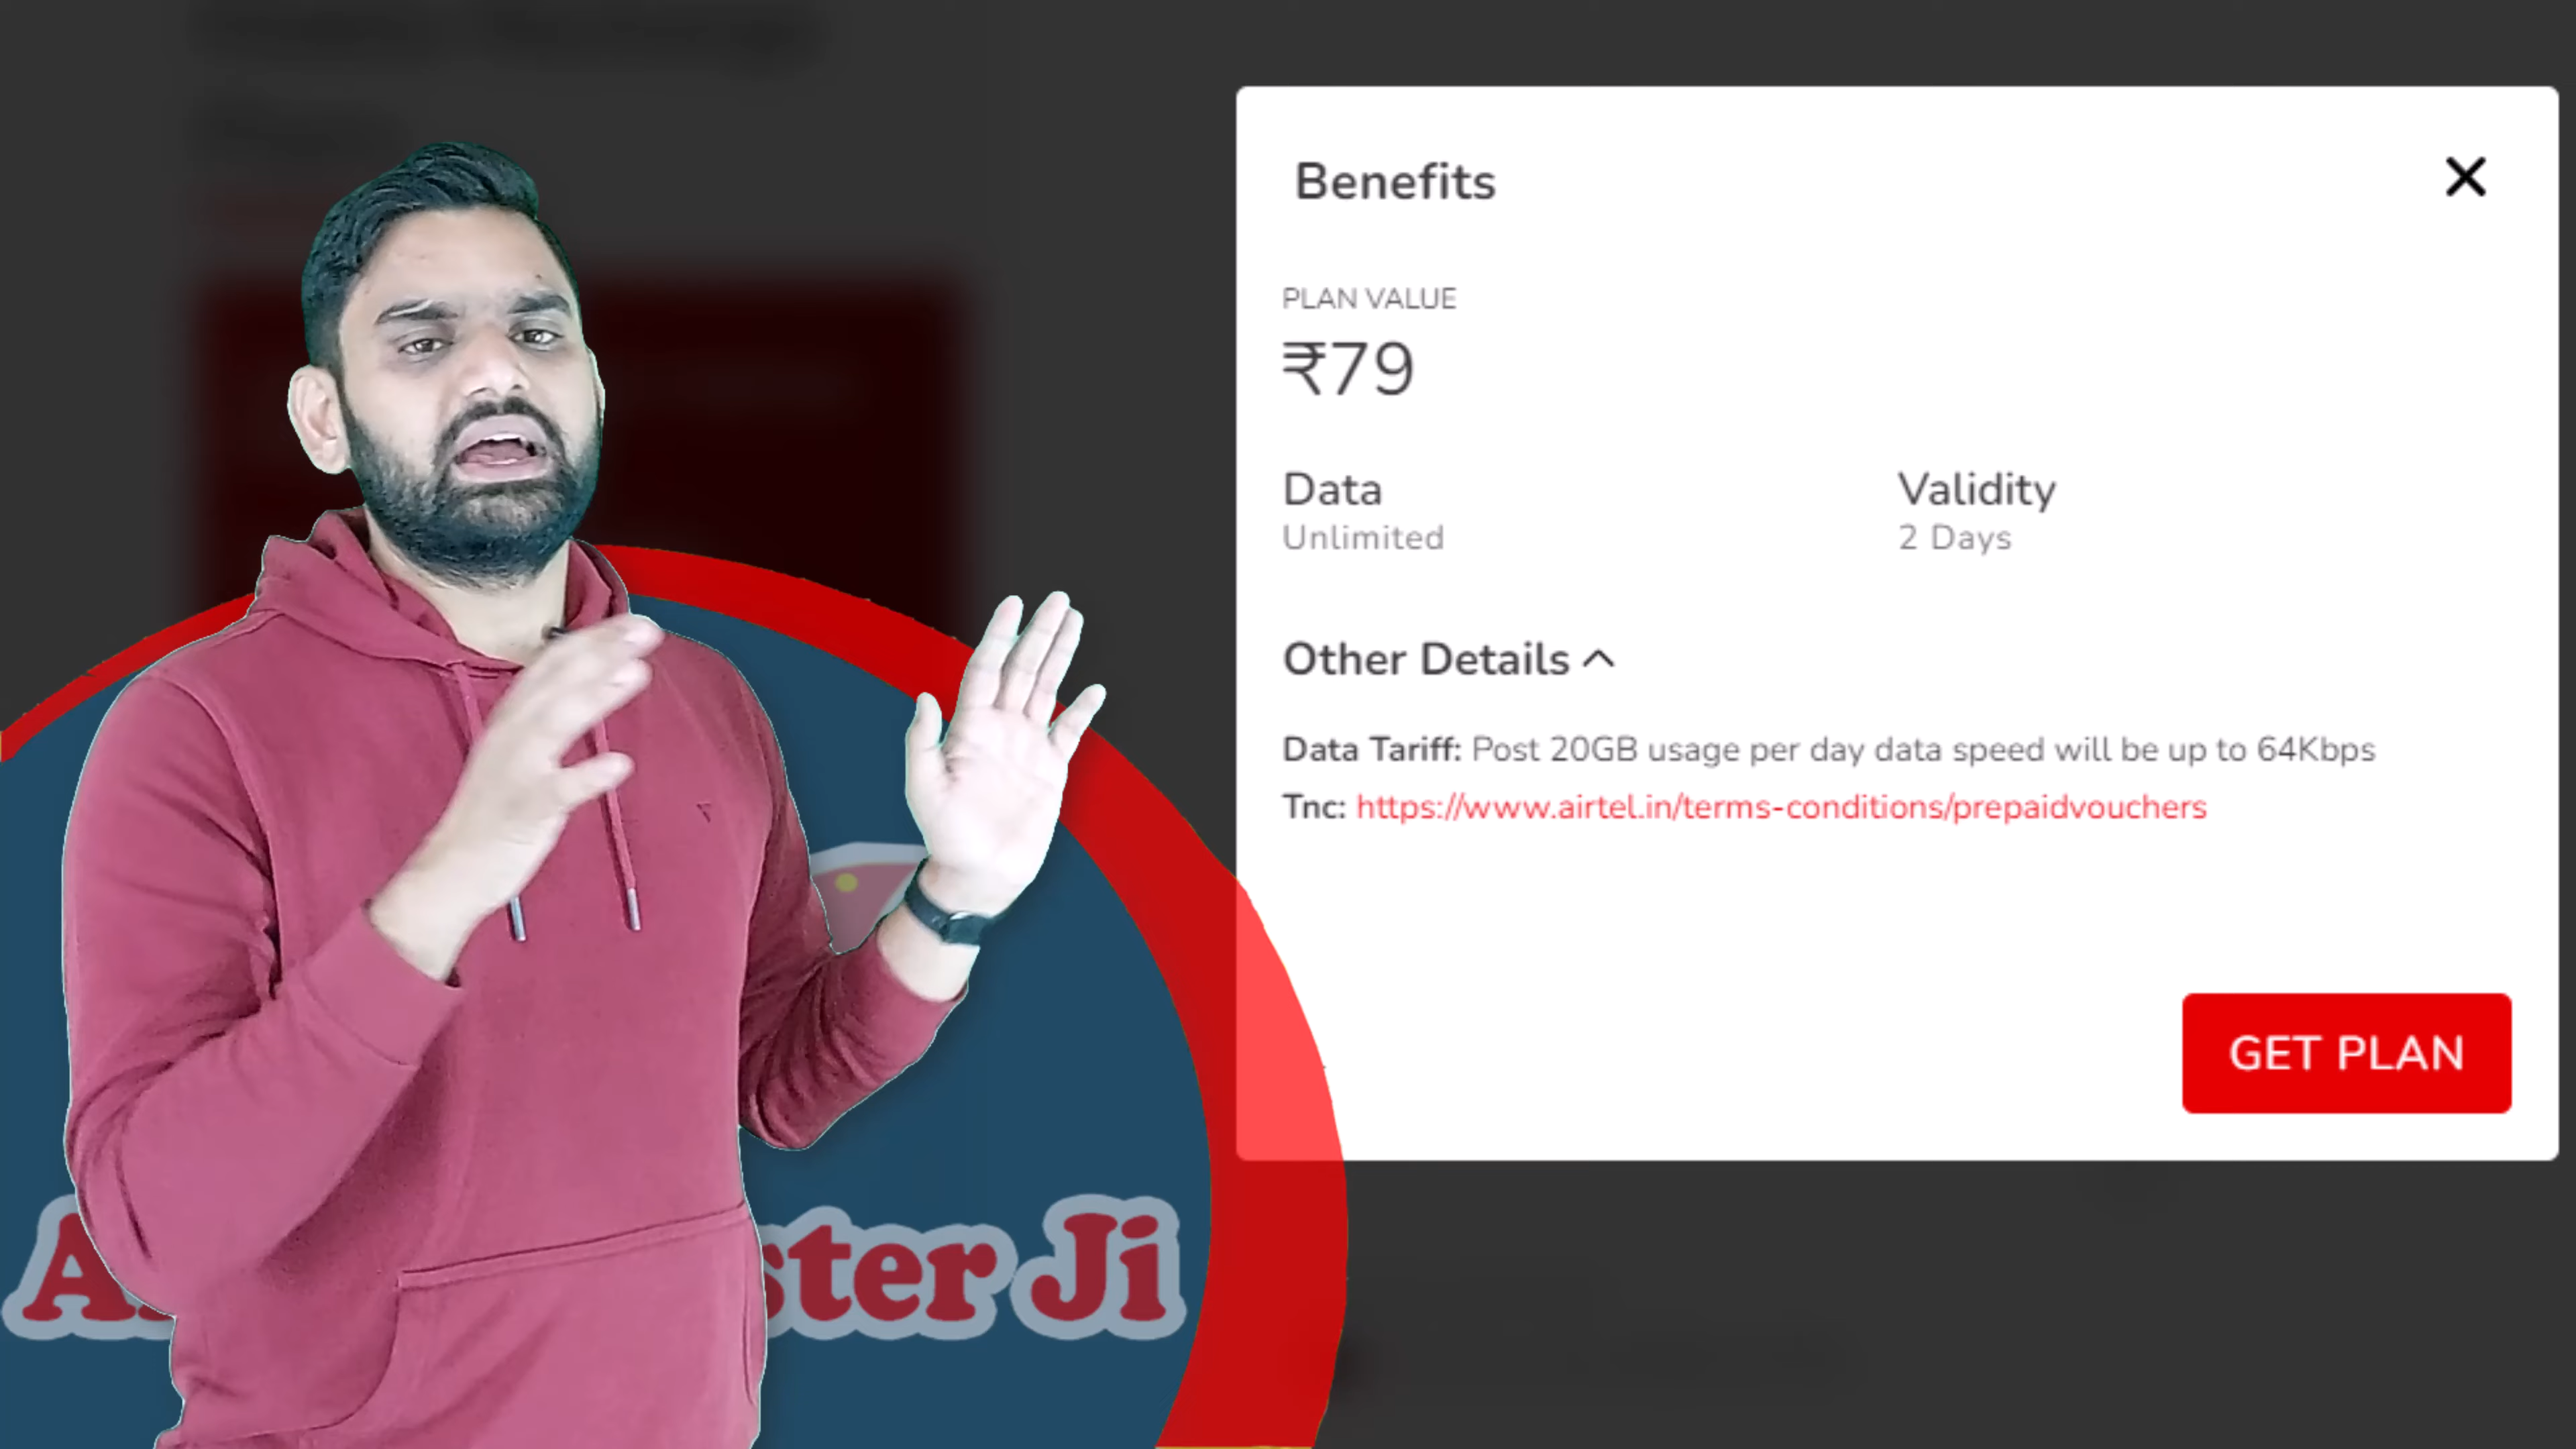 Benefits
PLAN VALUE
₹79
Data
Unlimited
Validity
2 Days
Other Details
Data Tariff: Post 20GB usage per day data speed will be up to 64Kbps
Tnc: https://www.airtel.in/terms-conditions/prepaidvouchers
GET PLAN
Ji